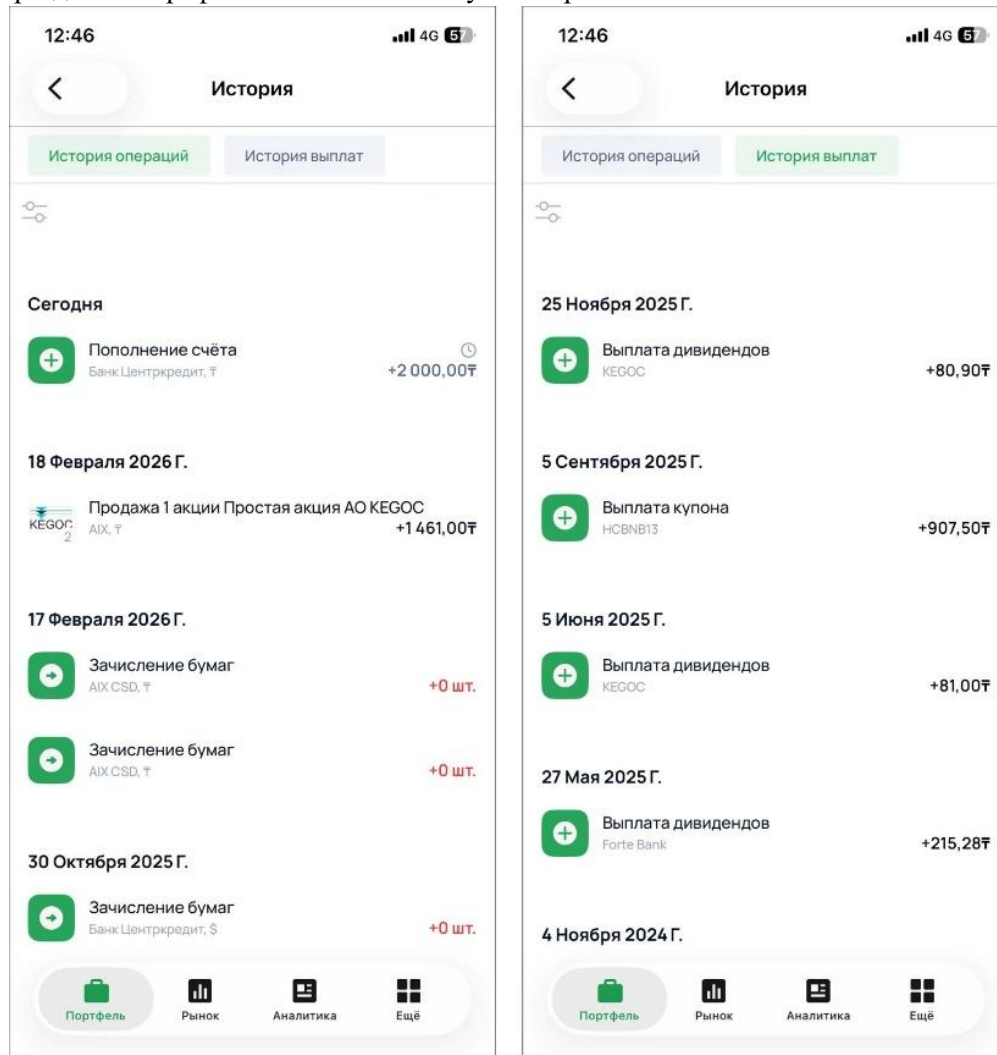 12:46
4G 57
История
История операций
История выплат
Сегодня
Пополнение счёта
Банк Центркредит, ₸
+2 000,00₸
18 Февраля 2026 Г.
KEGOC
2
Продажа 1 акции Простая акция АО KEGOC
AIX, ₸
+1 461,00₸
17 Февраля 2026 Г.
Зачисление бумаг
AIX CSD, ₸
+0 шт.
Зачисление бумаг
AIX CSD, ₸
+0 шт.
30 Октября 2025 Г.
Зачисление бумаг
Банк Центркредит, $
+0 шт.
Портфель
Рынок
Аналитика
Ещё
12:46
4G 57
История
История операций
История выплат
25 Ноября 2025 Г.
Выплата дивидендов
KEGOC
+80,90₸
5 Сентября 2025 Г.
Выплата купона
HCBNB13
+907,50₸
5 Июня 2025 Г.
Выплата дивидендов
KEGOC
+81,00₸
27 Мая 2025 Г.
Выплата дивидендов
Forte Bank
+215,28₸
4 Ноября 2024 Г.
Портфель
Рынок
Аналитика
Ещё